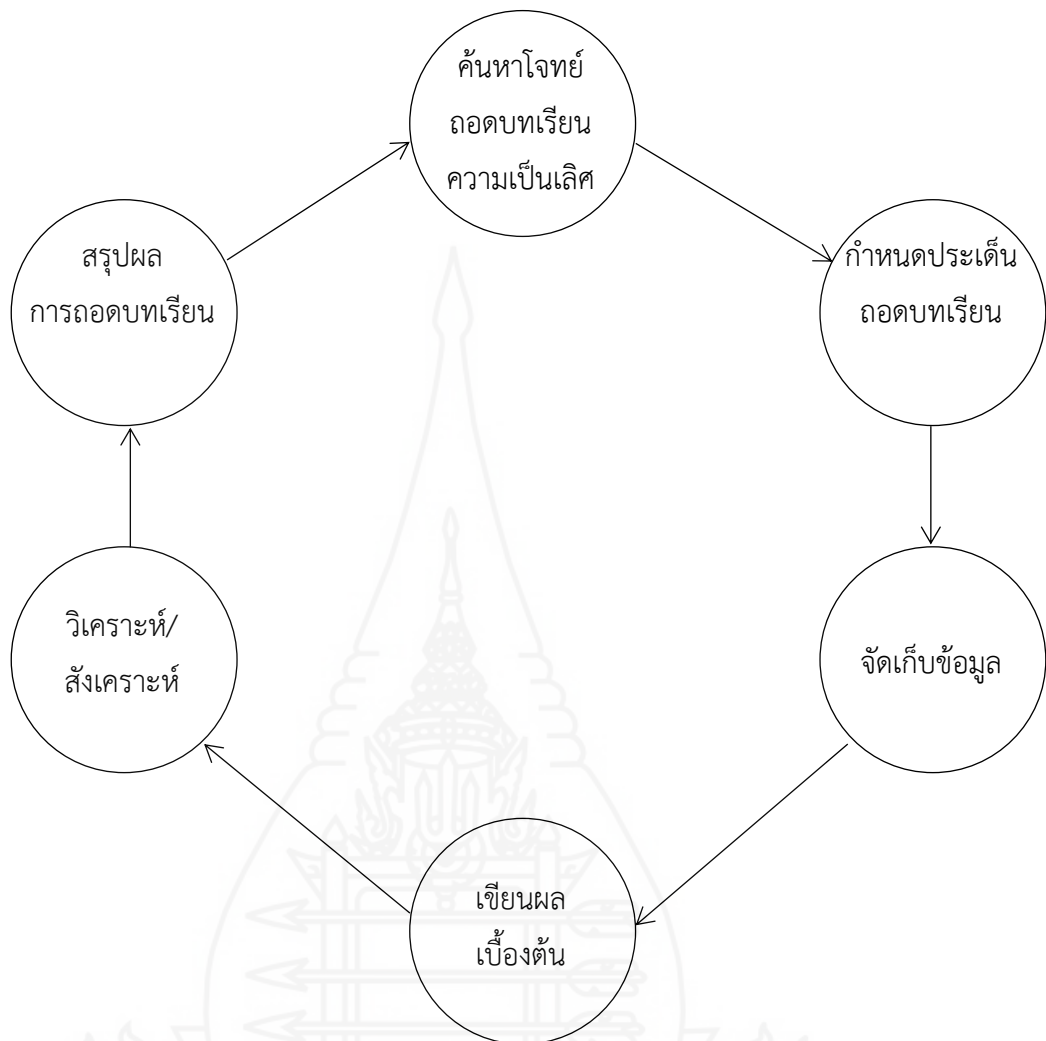 ค้นหาโจทย์
ถอดบทเรียน
ความเป็นเลิศ
กำหนดประเด็น
ถอดบทเรียน
จัดเก็บข้อมูล
เขียนผล
เบื้องต้น
วิเคราะห์/
สังเคราะห์
สรุปผล
การถอดบทเรียน